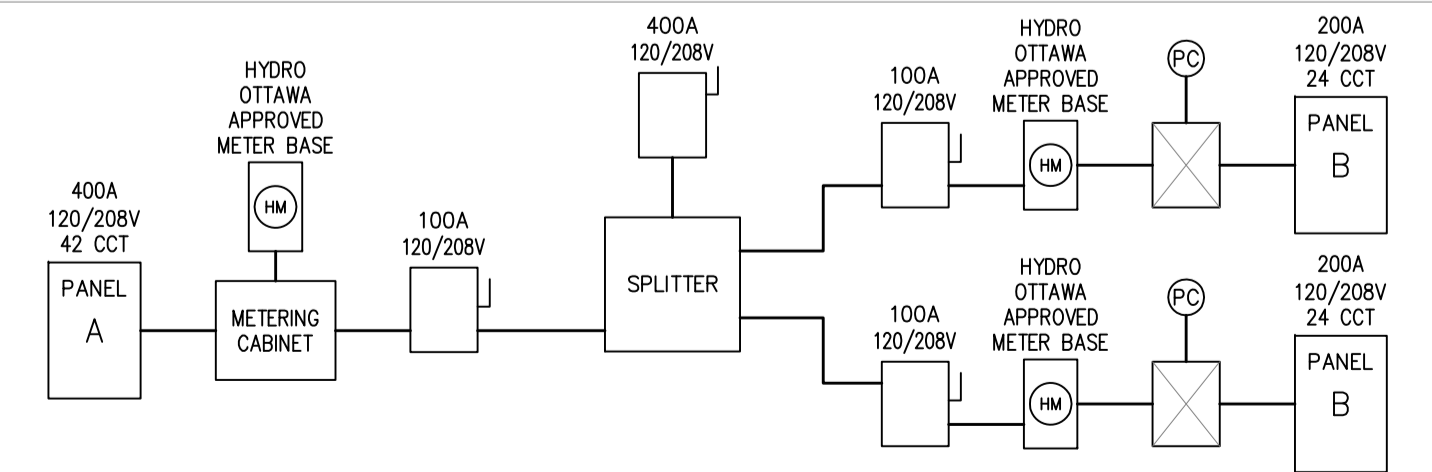 400A
120/208V
42 CCT
PANEL
A
HYDRO
OTTAWA
APPROVED
METER BASE
HM
METERING
CABINET
100A
120/208V
400A
120/208V
SPLITTER
100A
120/208V
HYDRO
OTTAWA
APPROVED
METER BASE
HM
PC
200A
120/208V
24 CCT
PANEL
B
100A
120/208V
HYDRO
OTTAWA
APPROVED
METER BASE
HM
PC
200A
120/208V
24 CCT
PANEL
B